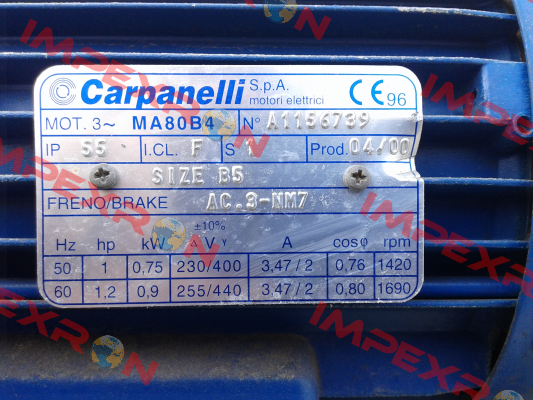 Carpanelli S.p.A.
motori elettrici
CE 96
MOT. 3~ MA80B4 N° A1156739
IP 55 I.CL. F S 1 Prod. 04/00
SIZE B5
FRENO/BRAKE AC.3-NM7
±10%
Hz hp kW Δ V Y A cosφ rpm
50 1 0,75 230/400 3,47/2 0,76 1420
60 1,2 0,9 255/440 3,47/2 0,80 1690
IMPEXRON
IMPEXRON
IMPEXRON
IMPEXRON